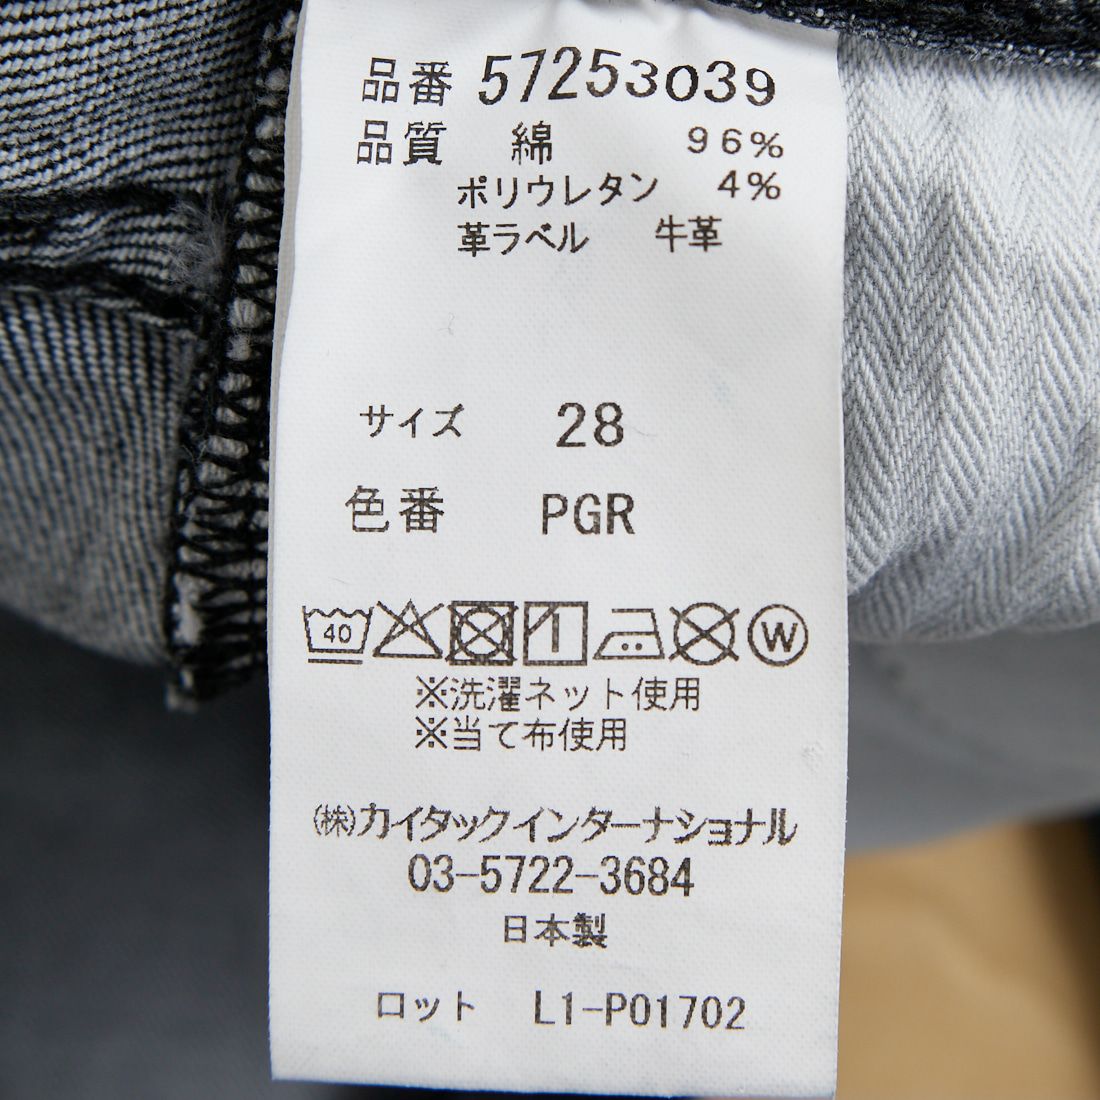 品番 57253039
品質 綿 96%
ポリウレタン 4%
革ラベル 牛革
サイズ 28
色番 PGR
40 W
※洗濯ネット使用
※当て布使用
㈱カイタックインターナショナル
03-5722-3684
日本製
ロット L1-P01702